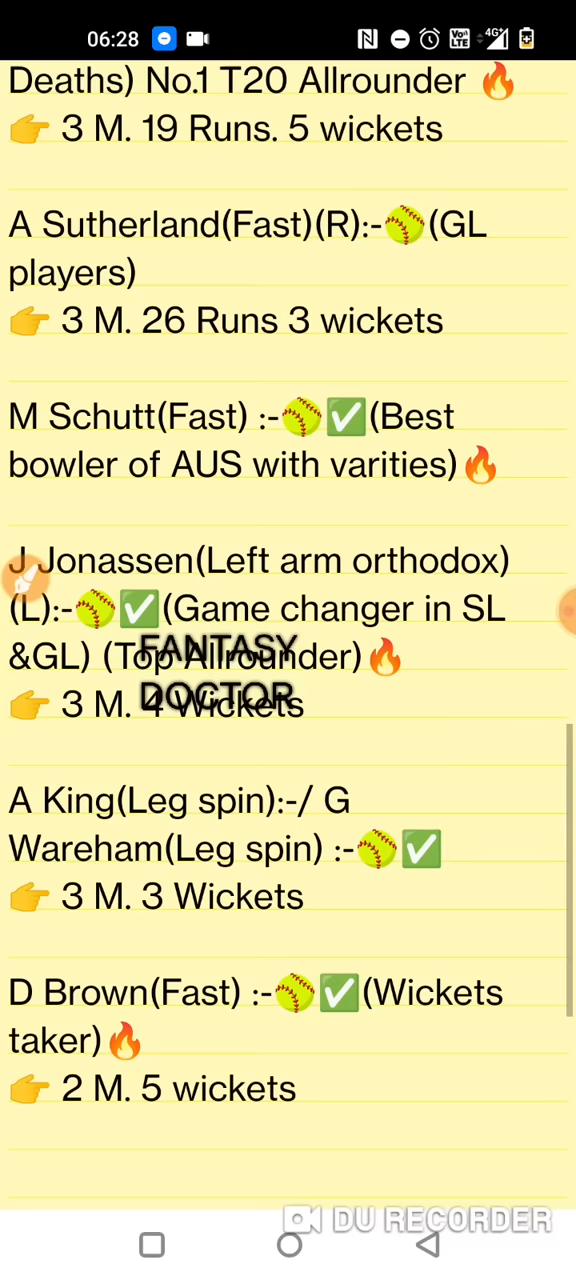 06:28
Vo) LTE 4G+
Deaths) No.1 T20 Allrounder 🔥
👉 3 M. 19 Runs. 5 wickets
A Sutherland(Fast)(R):-🥎(GL
players)
👉 3 M. 26 Runs 3 wickets
M Schutt(Fast) :-🥎✅(Best
bowler of AUS with varities)🔥
J Jonassen(Left arm orthodox)
(L):-🥎✅(Game changer in SL
&GL) (Top Allrounder)🔥
👉 3 M. 4 Wickets
FANTASY
DOCTOR
A King(Leg spin):-/ G
Wareham(Leg spin) :-🥎✅
👉 3 M. 3 Wickets
D Brown(Fast) :-🥎✅(Wickets
taker)🔥
👉 2 M. 5 wickets
DU RECORDER